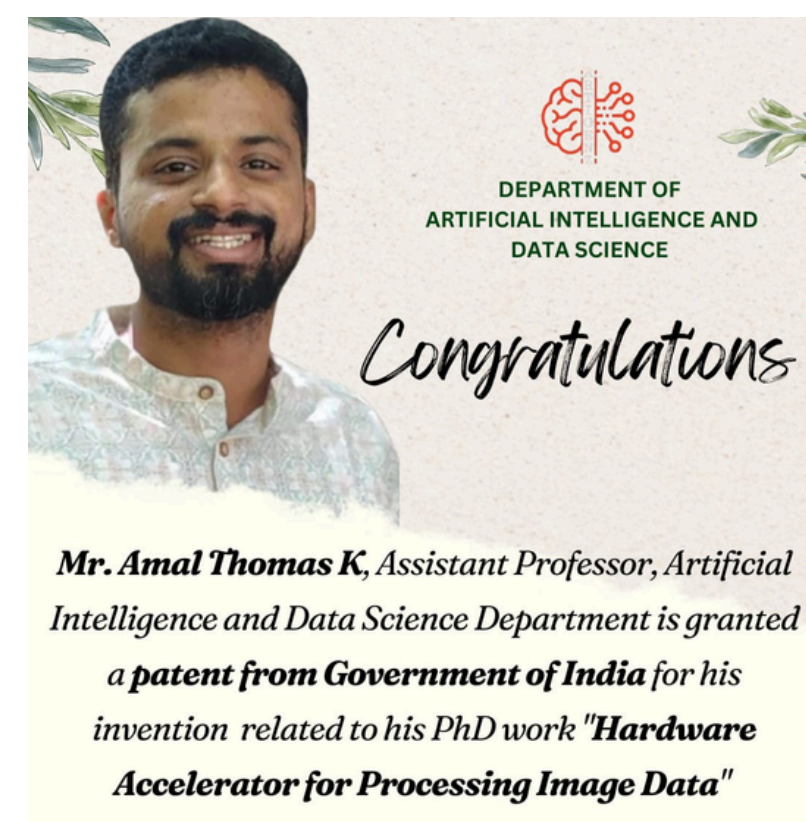 DEPARTMENT OF
ARTIFICIAL INTELLIGENCE AND
DATA SCIENCE
Congratulations
Mr. Amal Thomas K, Assistant Professor, Artificial
Intelligence and Data Science Department is granted
a patent from Government of India for his
invention related to his PhD work "Hardware
Accelerator for Processing Image Data"